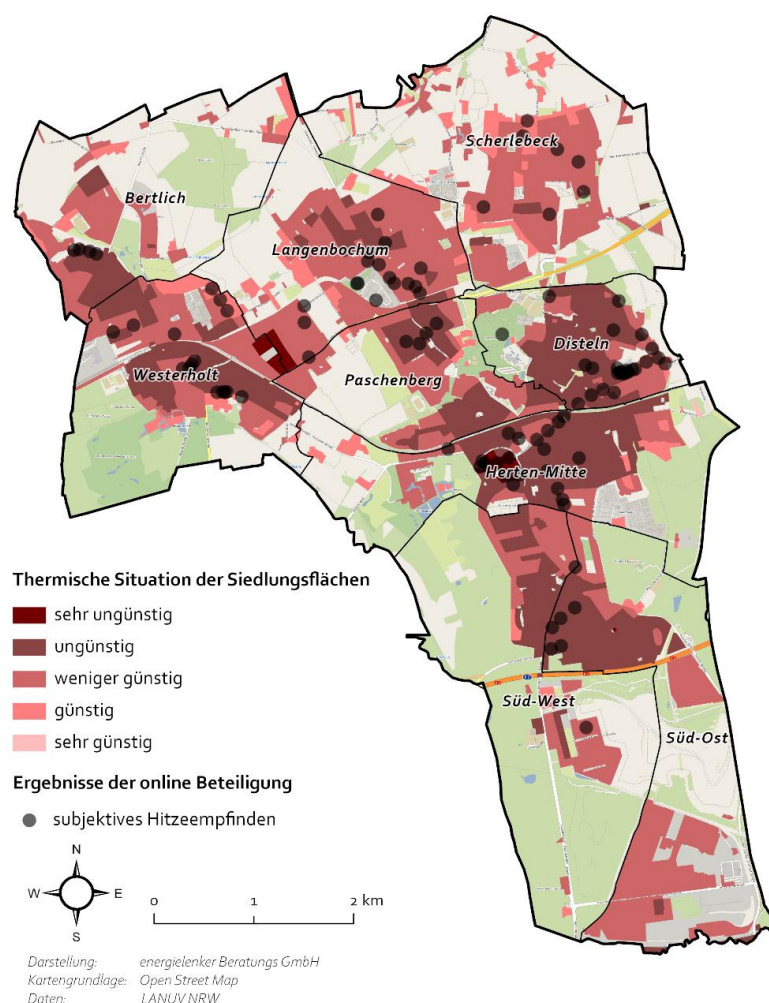 Scherlebeck
Bertlich
Langenbochum
Disteln
Westerholt
Paschenberg
Herten-Mitte
Thermische Situation der Siedlungsflächen
sehr ungünstig
ungünstig
weniger günstig
günstig
sehr günstig
Süd-West
Süd-Ost
Ergebnisse der online Beteiligung
subjektives Hitzeempfinden
N
W
E
S
0 1 2 km
Darstellung: energielenker Beratungs GmbH
Kartengrundlage: Open Street Map
Daten: LANUV NRW